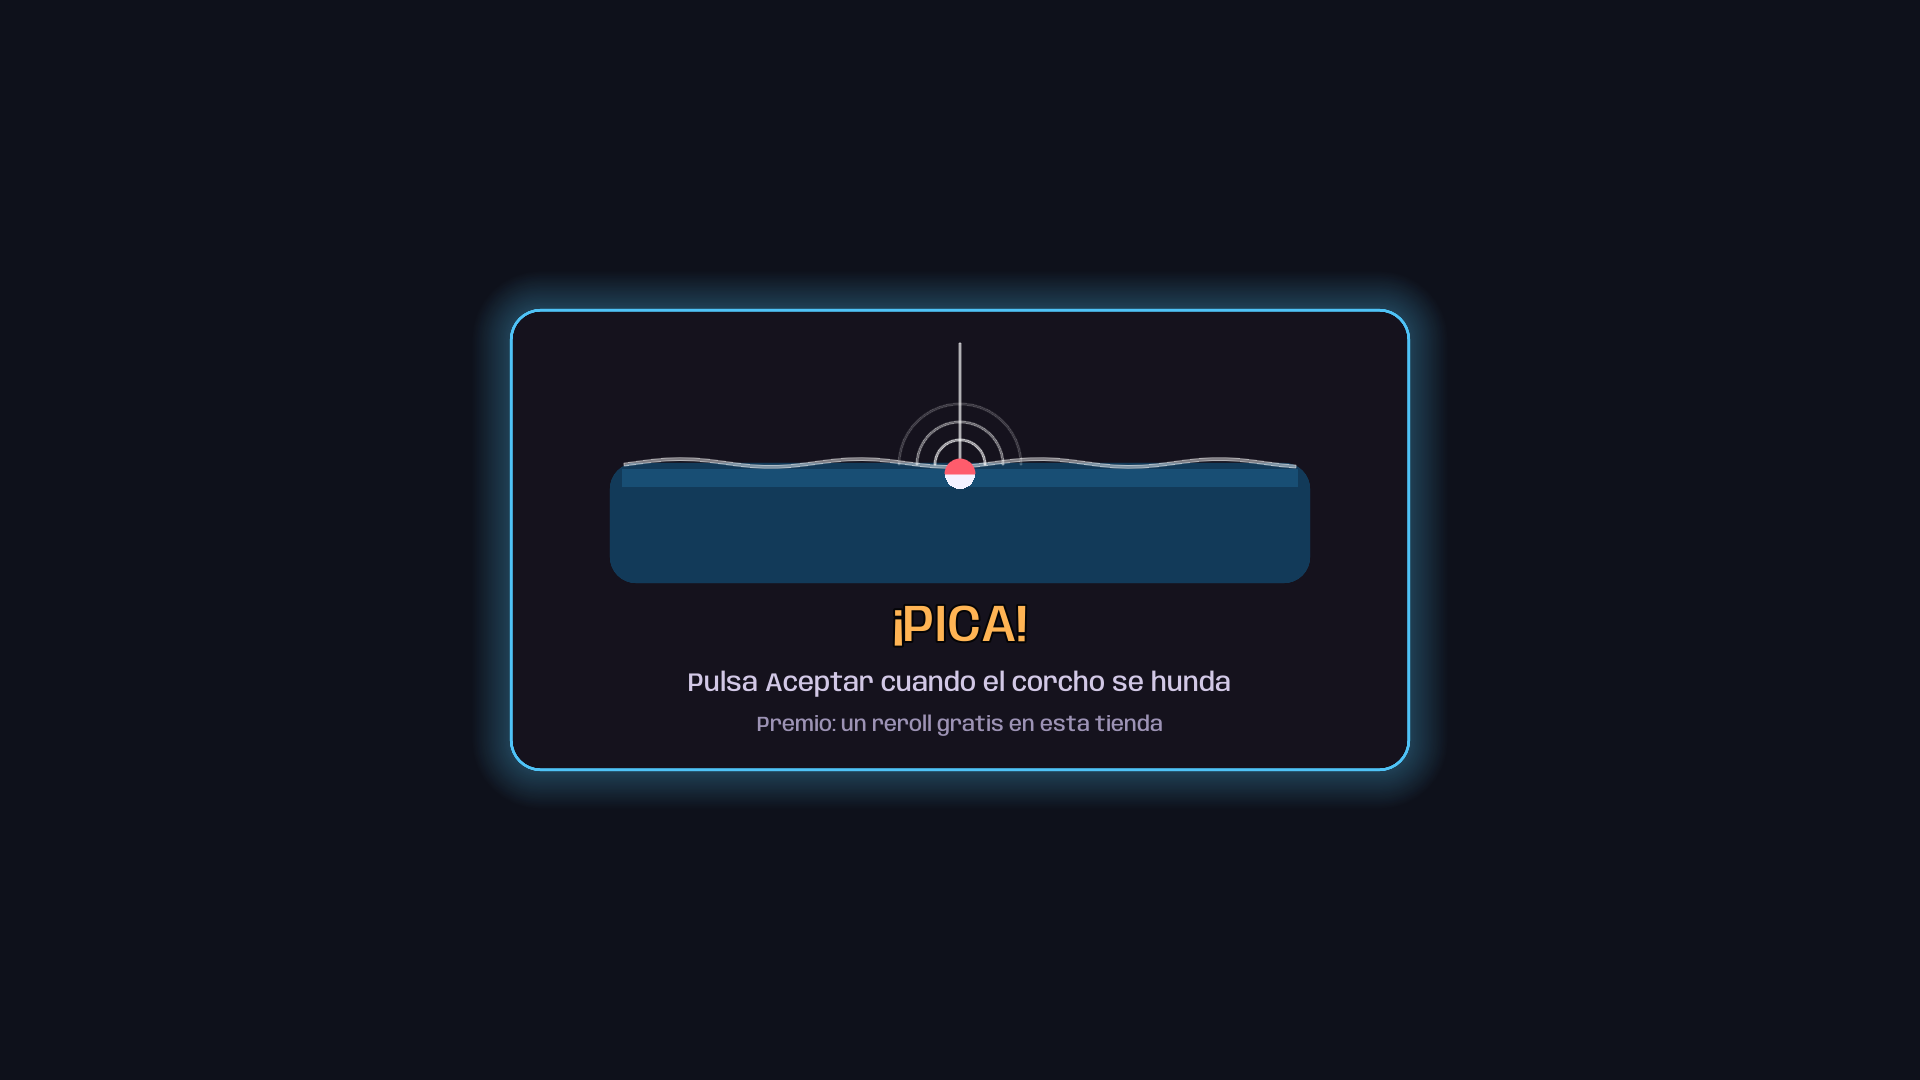 ¡PICA!
Pulsa Aceptar cuando el corcho se hunda
Premio: un reroll gratis en esta tienda